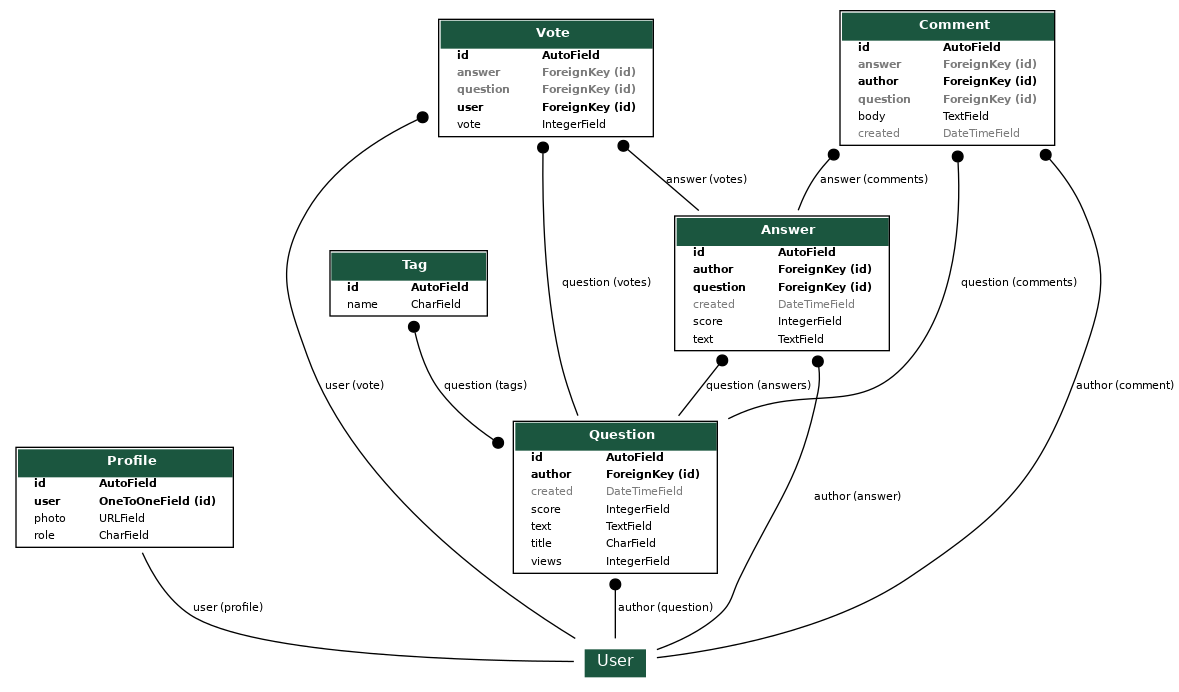 Vote
id AutoField
answer ForeignKey (id)
question ForeignKey (id)
user ForeignKey (id)
vote IntegerField
Comment
id AutoField
answer ForeignKey (id)
author ForeignKey (id)
question ForeignKey (id)
body TextField
created DateTimeField
answer (votes)
answer (comments)
Answer
id AutoField
author ForeignKey (id)
question ForeignKey (id)
created DateTimeField
score IntegerField
text TextField
Tag
id AutoField
name CharField
question (votes)
question (comments)
user (vote)
question (tags)
question (answers)
author (comment)
Question
id AutoField
author ForeignKey (id)
created DateTimeField
score IntegerField
text TextField
title CharField
views IntegerField
Profile
id AutoField
user OneToOneField (id)
photo URLField
role CharField
author (answer)
user (profile)
author (question)
User